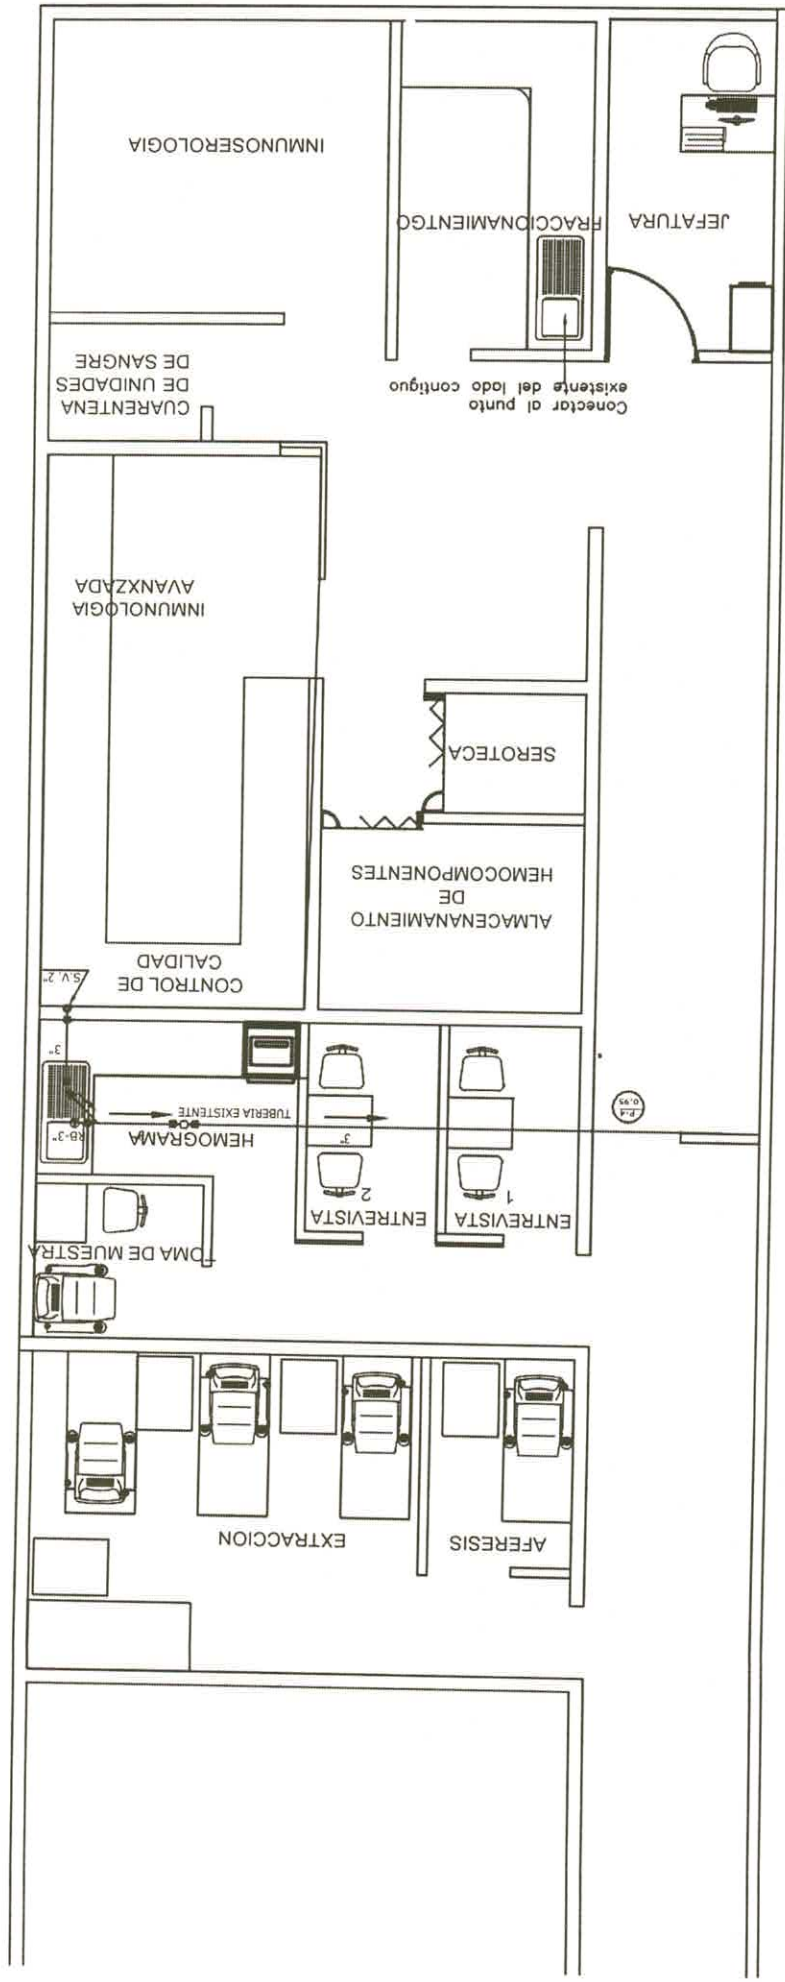 AFERESIS
EXTRACCION
ENTREVISTA
1
ENTREVISTA
2
TOMA DE MUESTRA
HEMOGRAMA
RB-3"
3"
TUBERIA EXISTENTE
P-4
0.95
3"
S.V. 2"
CONTROL DE
CALIDAD
ALMACENANAMIENTO
DE
HEMOCOMPONENTES
SEROTECA
INMUNOLOGIA
AVANXZADA
CUARENTENA
DE UNIDADES
DE SANGRE
Conectar al punto
existente del lado contiguo
JEFATURA
FRACCIONAMIENTGO
INMUNOSEROLOGIA